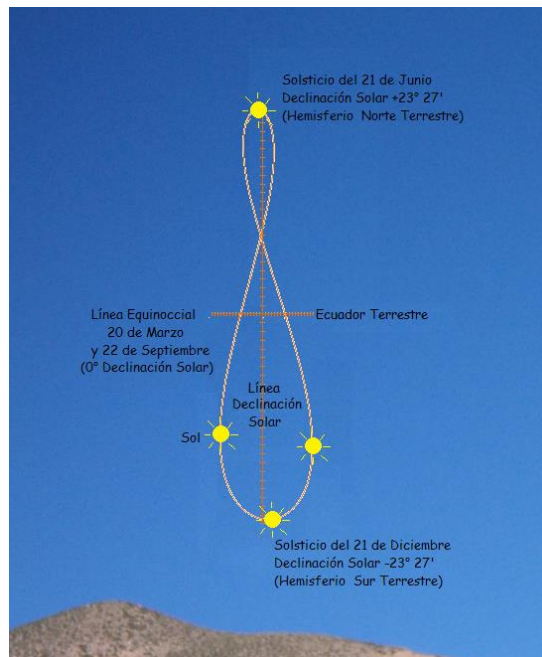 Solsticio del 21 de Junio
Declinación Solar +23° 27'
(Hemisferio Norte Terrestre)
Línea Equinoccial
20 de Marzo
y 22 de Septiembre
(0° Declinación Solar)
Ecuador Terrestre
Línea
Declinación
Solar
Sol
Solsticio del 21 de Diciembre
Declinación Solar -23° 27'
(Hemisferio Sur Terrestre)